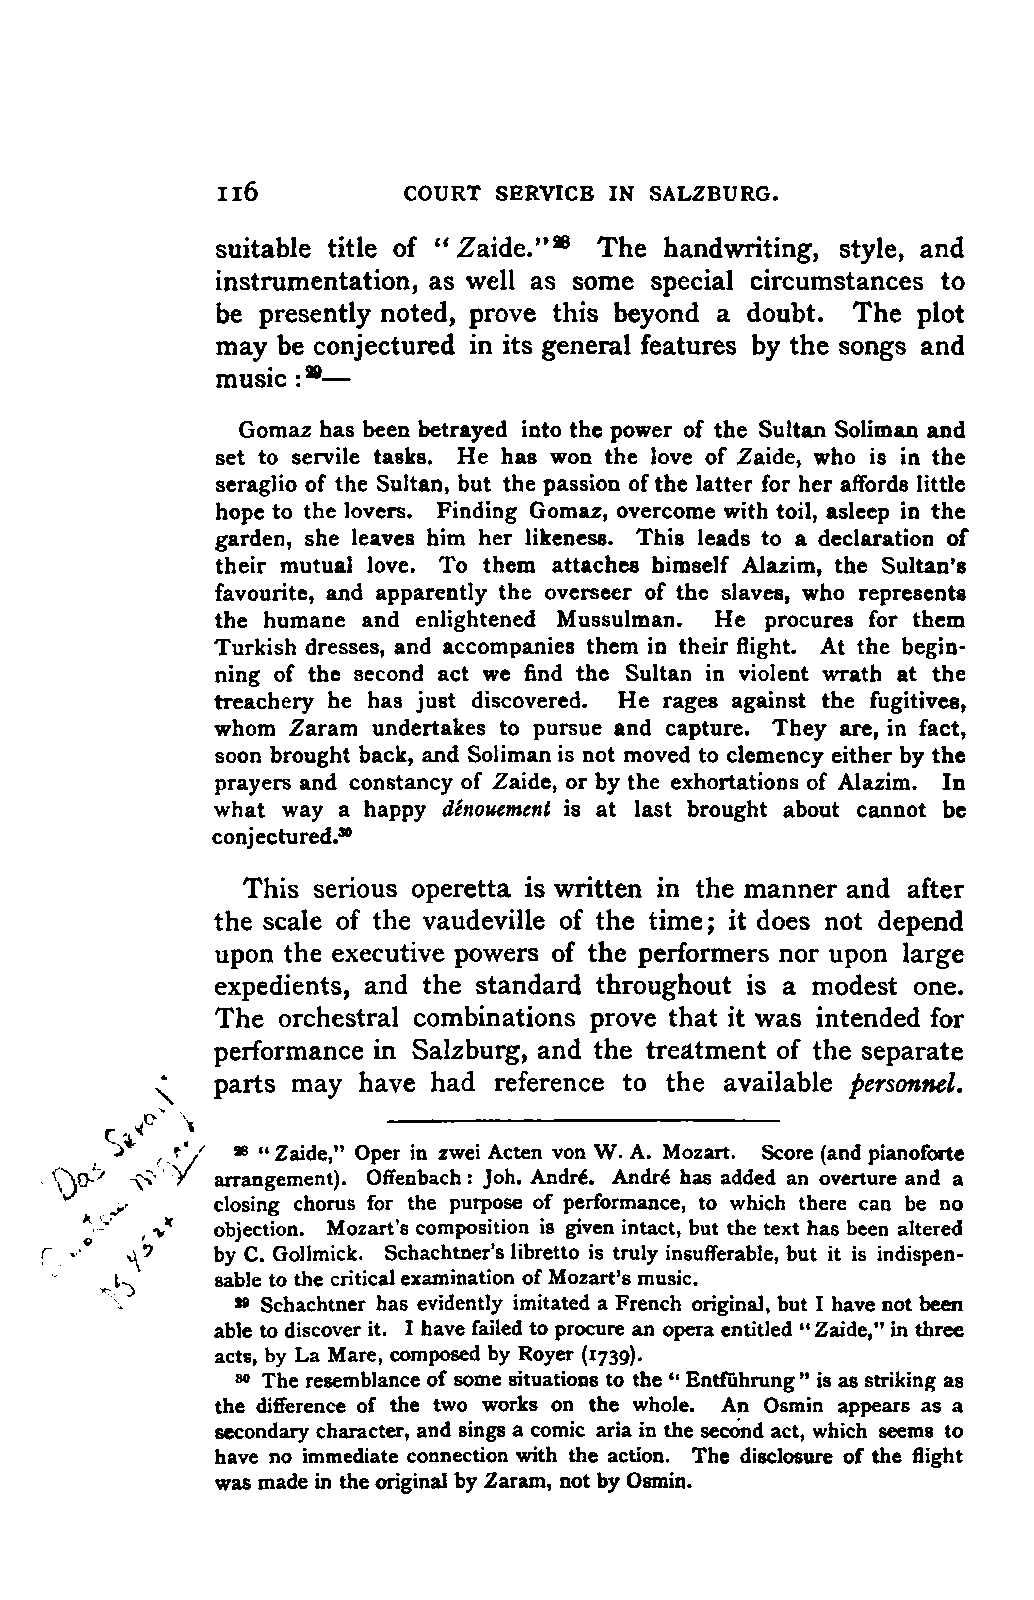 116 COURT SERVICE IN SALZBURG.
suitable title of “ Zaide.”²⁸ The handwriting, style, and
instrumentation, as well as some special circumstances to
be presently noted, prove this beyond a doubt. The plot
may be conjectured in its general features by the songs and
music :²⁹—
Gomaz has been betrayed into the power of the Sultan Soliman and
set to servile tasks. He has won the love of Zaide, who is in the
seraglio of the Sultan, but the passion of the latter for her affords little
hope to the lovers. Finding Gomaz, overcome with toil, asleep in the
garden, she leaves him her likeness. This leads to a declaration of
their mutual love. To them attaches himself Alazim, the Sultan’s
favourite, and apparently the overseer of the slaves, who represents
the humane and enlightened Mussulman. He procures for them
Turkish dresses, and accompanies them in their flight. At the begin-
ning of the second act we find the Sultan in violent wrath at the
treachery he has just discovered. He rages against the fugitives,
whom Zaram undertakes to pursue and capture. They are, in fact,
soon brought back, and Soliman is not moved to clemency either by the
prayers and constancy of Zaide, or by the exhortations of Alazim. In
what way a happy dénouement is at last brought about cannot be
conjectured.³⁰
This serious operetta is written in the manner and after
the scale of the vaudeville of the time; it does not depend
upon the executive powers of the performers nor upon large
expedients, and the standard throughout is a modest one.
The orchestral combinations prove that it was intended for
performance in Salzburg, and the treatment of the separate
parts may have had reference to the available personnel.
Das Serail
²⁸ “ Zaide,” Oper in zwei Acten von W. A. Mozart. Score (and pianoforte
arrangement). Offenbach : Joh. André. André has added an overture and a
closing chorus for the purpose of performance, to which there can be no
objection. Mozart’s composition is given intact, but the text has been altered
by C. Gollmick. Schachtner’s libretto is truly insufferable, but it is indispen-
sable to the critical examination of Mozart’s music.
²⁹ Schachtner has evidently imitated a French original, but I have not been
able to discover it. I have failed to procure an opera entitled “ Zaide,” in three
acts, by La Mare, composed by Royer (1739).
³⁰ The resemblance of some situations to the “ Entführung ” is as striking as
the difference of the two works on the whole. An Osmin appears as a
secondary character, and sings a comic aria in the second act, which seems to
have no immediate connection with the action. The disclosure of the flight
was made in the original by Zaram, not by Osmin.